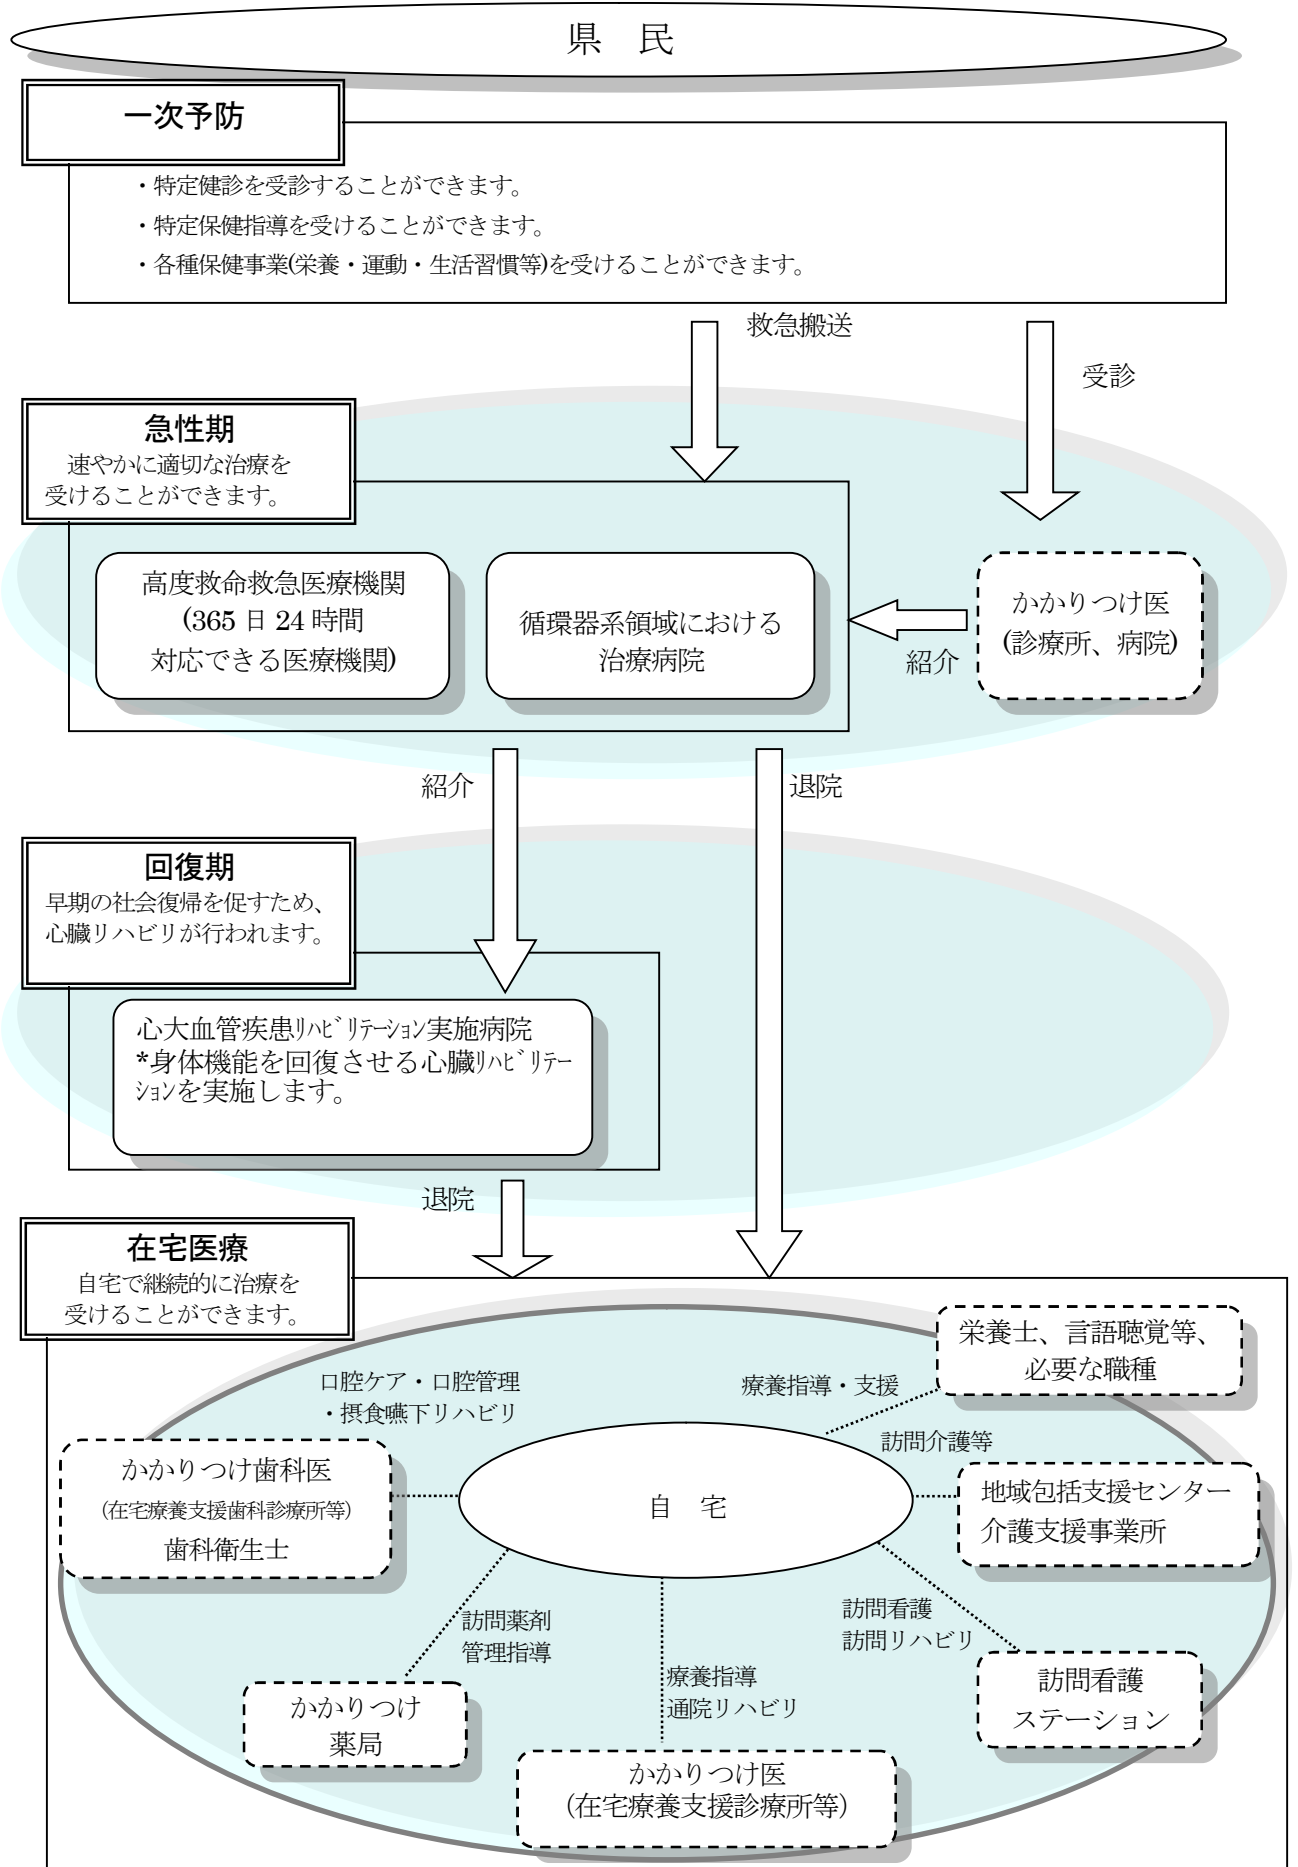 県　民
一次予防
・特定健診を受診することができます。
・特定保健指導を受けることができます。
・各種保健事業(栄養・運動・生活習慣等)を受けることができます。
救急搬送
受診
急性期
速やかに適切な治療を
受けることができます。
高度救命救急医療機関
(365 日 24 時間
対応できる医療機関)
循環器系領域における
治療病院
紹介
かかりつけ医
(診療所、病院)
紹介
退院
回復期
早期の社会復帰を促すため、
心臓リハビリが行われます。
心大血管疾患ﾘﾊﾋﾞﾘﾃｰｼｮﾝ実施病院
*身体機能を回復させる心臓ﾘﾊﾋﾞﾘﾃｰ
ｼｮﾝを実施します。
退院
在宅医療
自宅で継続的に治療を
受けることができます。
栄養士、言語聴覚等、
必要な職種
口腔ケア・口腔管理
・摂食嚥下リハビリ
療養指導・支援
訪問介護等
かかりつけ歯科医
(在宅療養支援歯科診療所等)
歯科衛生士
自　宅
地域包括支援センター
介護支援事業所
訪問薬剤
管理指導
訪問看護
訪問リハビリ
療養指導
通院リハビリ
かかりつけ
薬局
訪問看護
ステーション
かかりつけ医
(在宅療養支援診療所等)